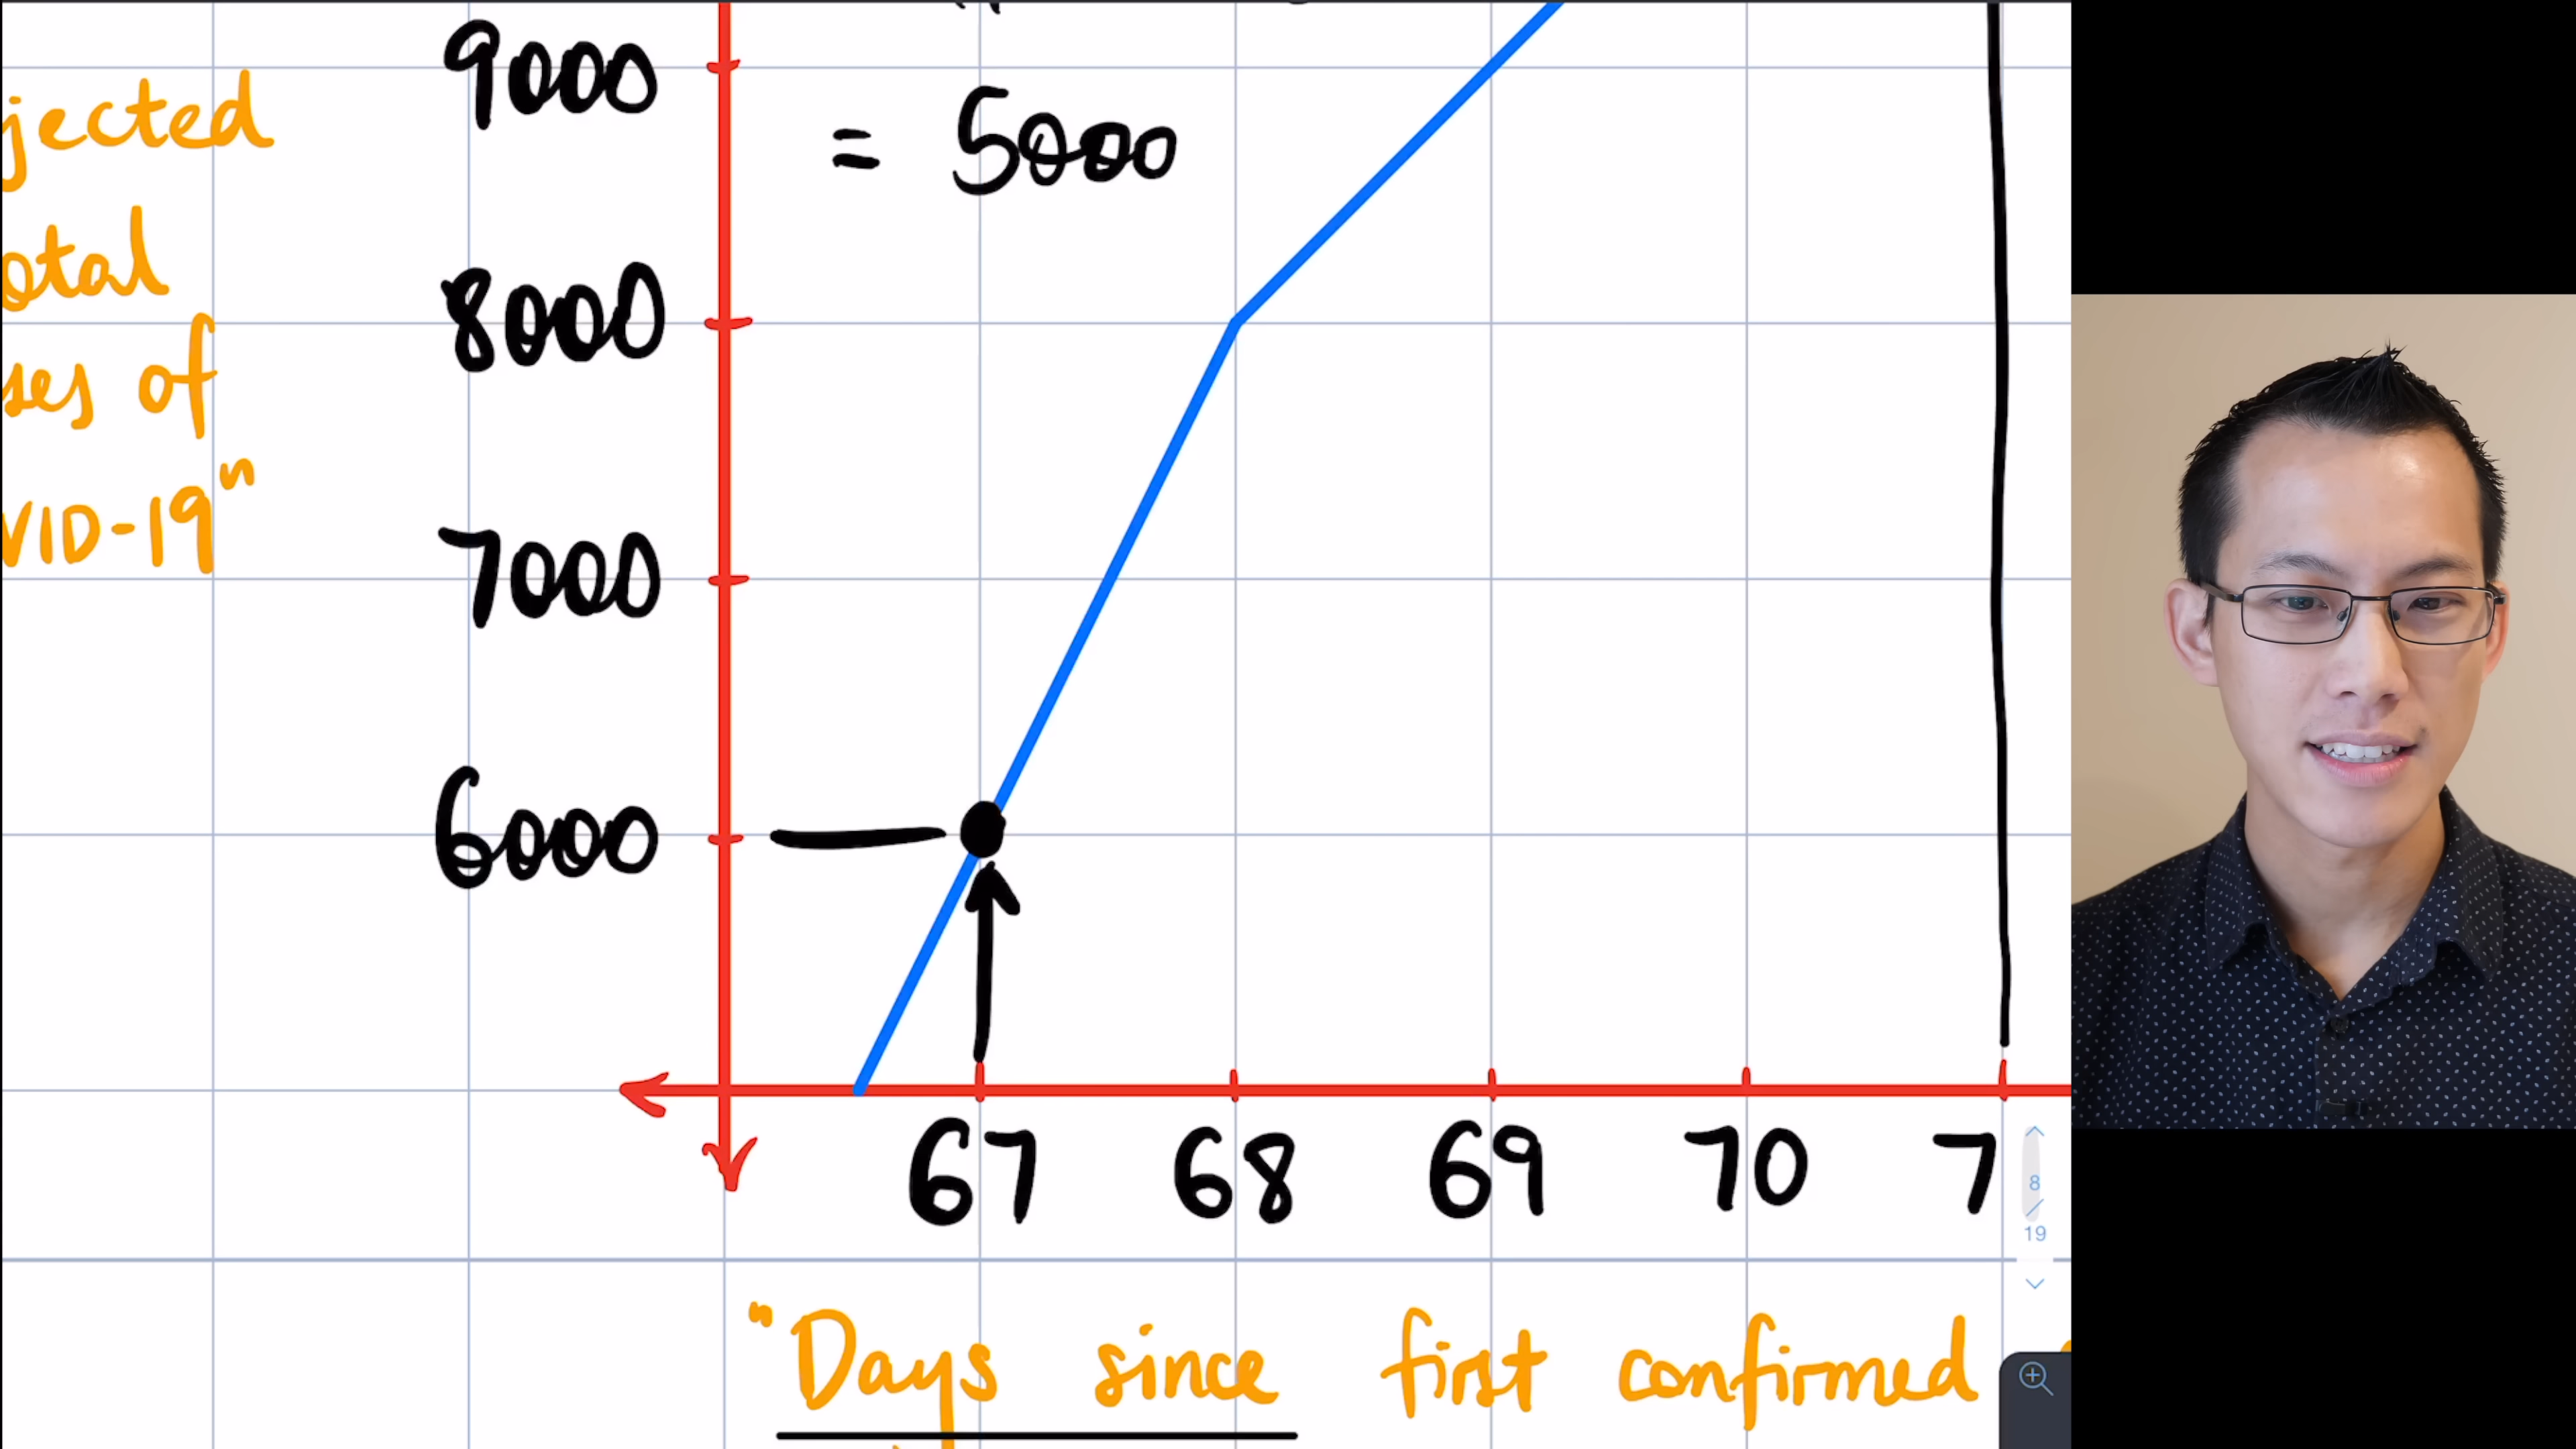 9000
= 5000
jected
otal
8000
ses of
VID-19"
7000
6000
67 68 69 70 7
8
19
"Days since first confirmed